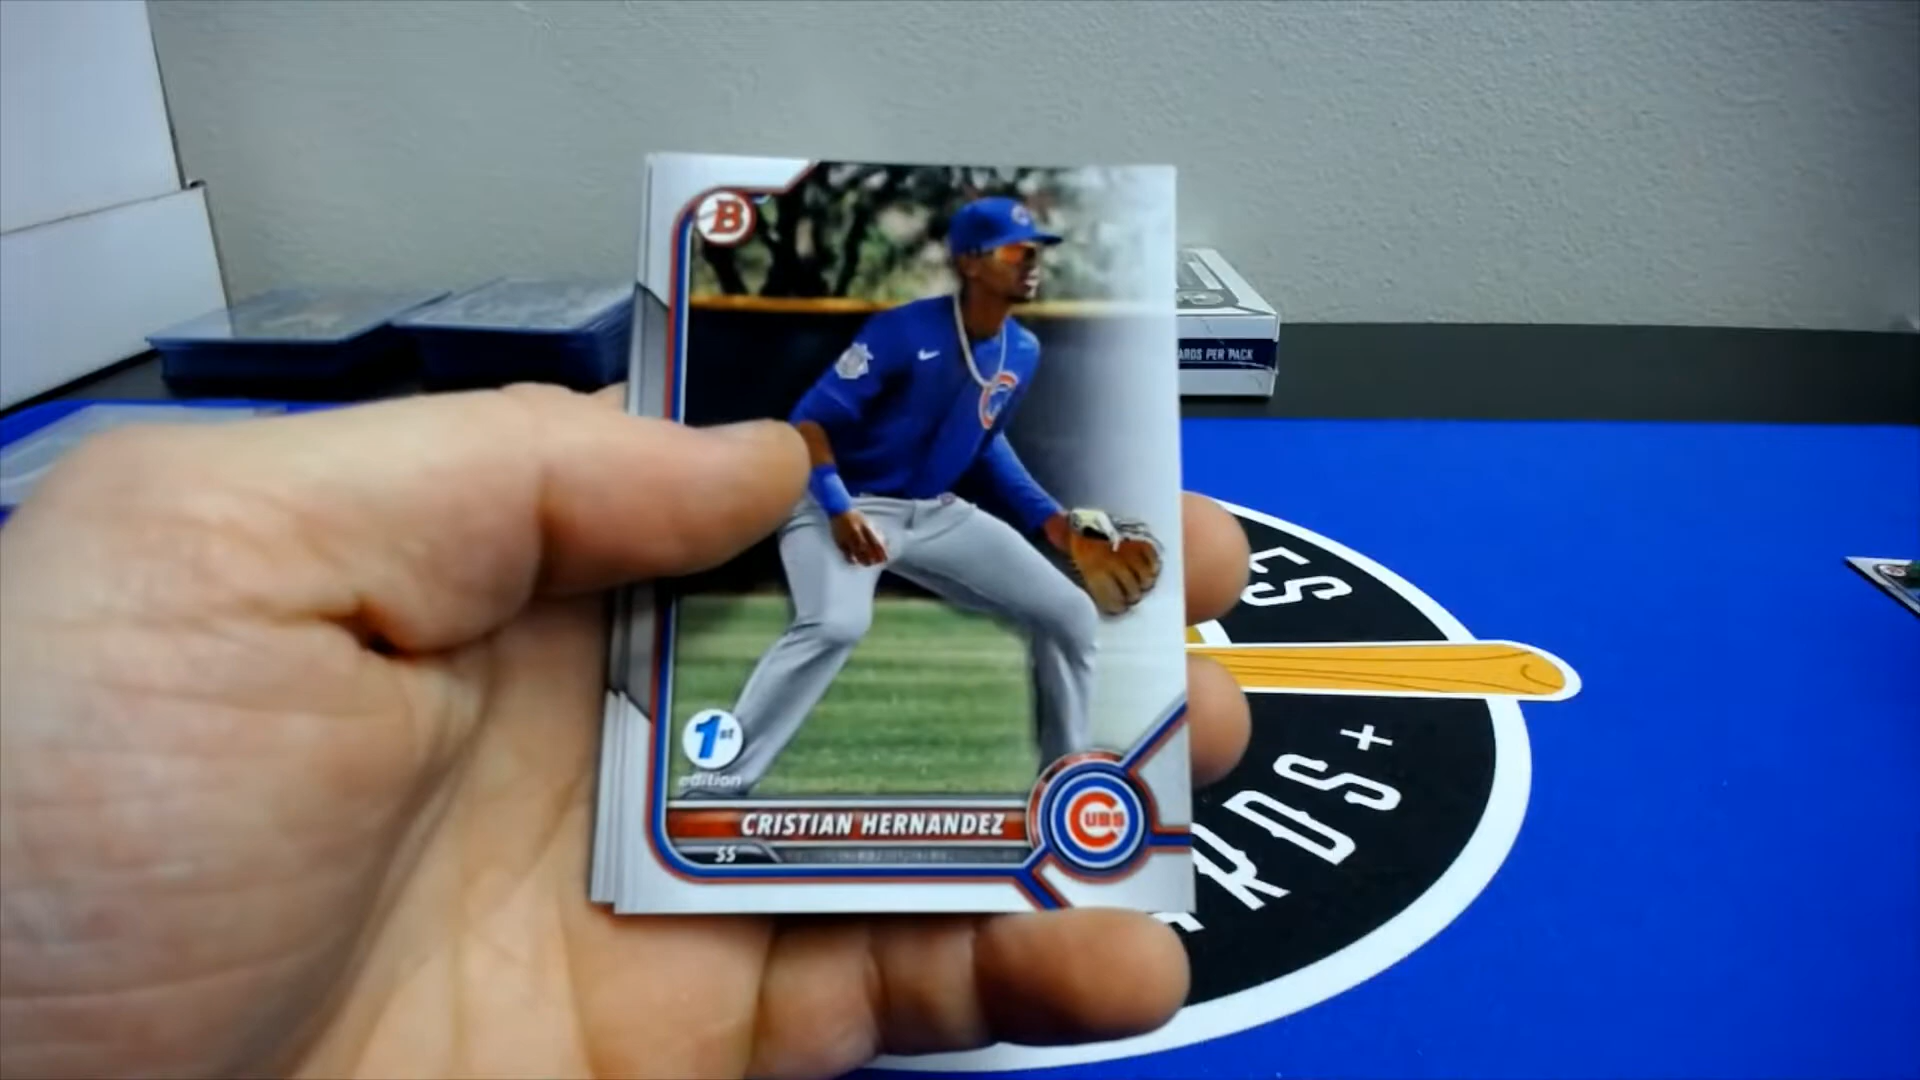 B
ARDS PER PACK
ES
RDS+
1st
edition
CRISTIAN HERNANDEZ
SS
CUBS